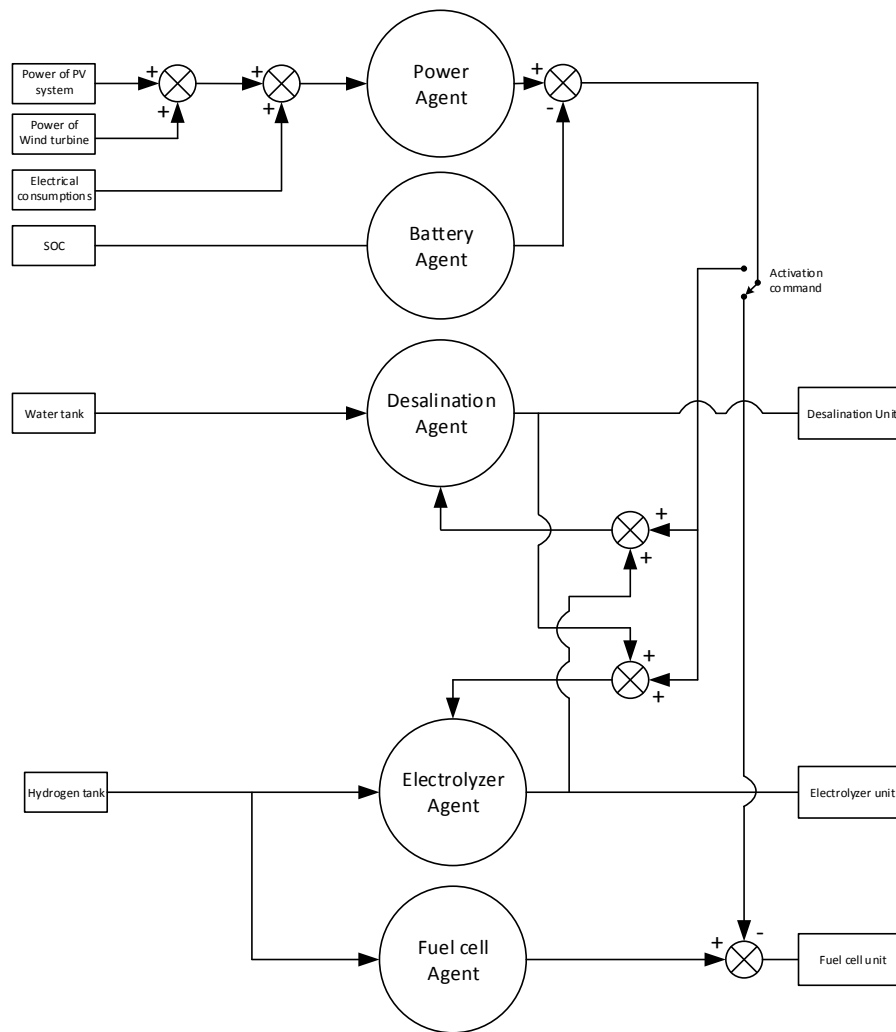 Power of PV
system
+
+
Power of
Wind turbine
+
+
Power
Agent
+
-
Electrical
consumptions
SOC
Battery
Agent
Activation
command
Water tank
Desalination
Agent
Desalination Unit
+
+
+
+
Hydrogen tank
Electrolyzer
Agent
Electrolyzer unit
Fuel cell
Agent
+
-
Fuel cell unit